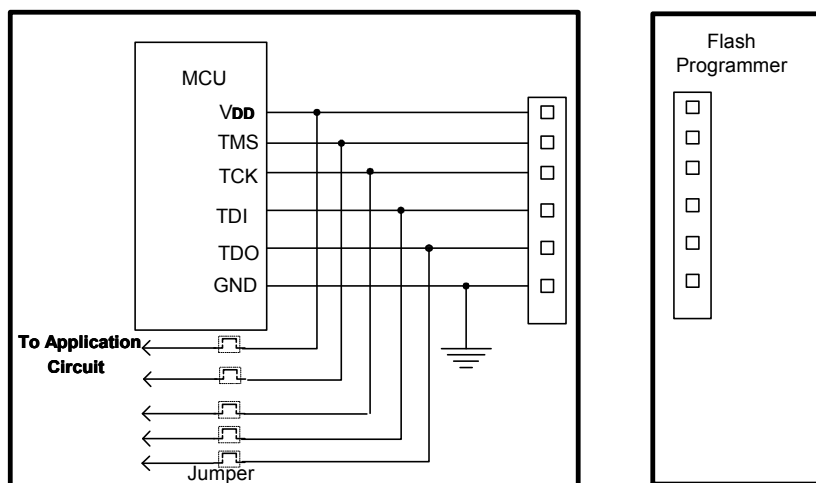 MCU
VDD
TMS
TCK
TDI
TDO
GND
To Application
Circuit
Jumper
Flash
Programmer